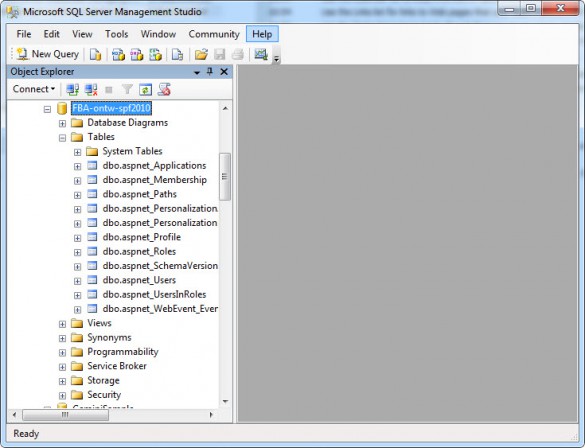 Microsoft SQL Server Management Studio
File Edit View Tools Window Community Help
New Query
Object Explorer
Connect
FBA-ontw-spf2010
Database Diagrams
Tables
System Tables
dbo.aspnet_Applications
dbo.aspnet_Membership
dbo.aspnet_Paths
dbo.aspnet_Personalization
dbo.aspnet_Personalization
dbo.aspnet_Profile
dbo.aspnet_Roles
dbo.aspnet_SchemaVersion
dbo.aspnet_Users
dbo.aspnet_UsersInRoles
dbo.aspnet_WebEvent_Even
Views
Synonyms
Programmability
Service Broker
Storage
Security
GeminiSample
Ready